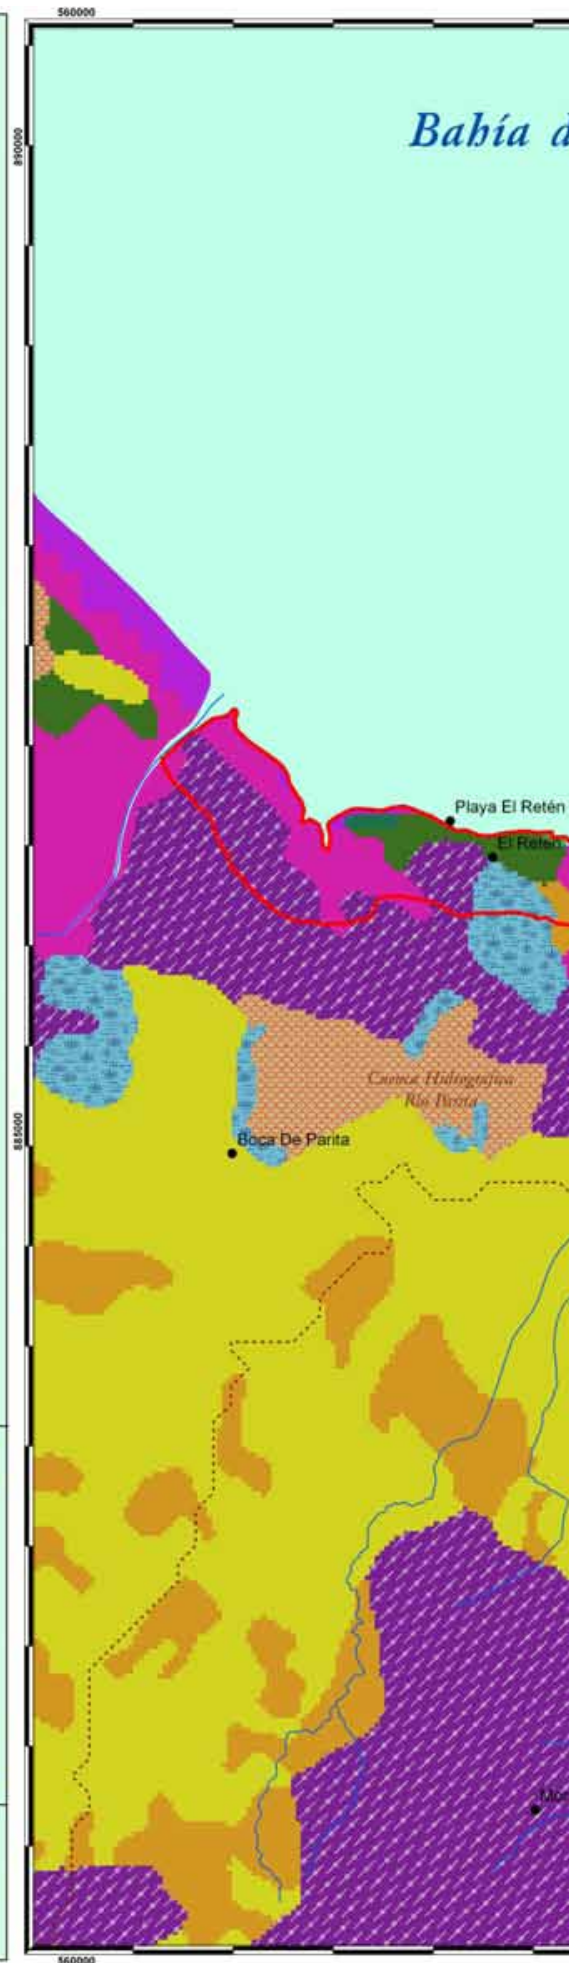 560000
890000
Bahía d
Playa El Retén
El Retén
Cuenca Hidrográfica
Río Parita
885000
Boca De Parita
560000